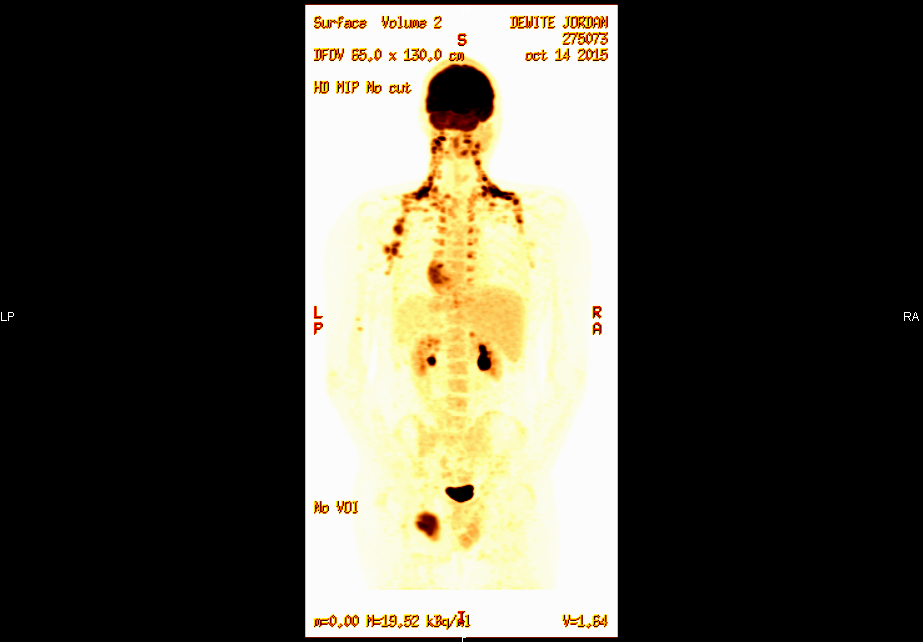 Surface Volume 2
DEWITE JORDAN
S
275073
DFOV 65.0 x 130.0 cm
oct 14 2015
HD MIP No cut
L
P
R
A
LP
RA
No VOI
I
m=0.00 M=19.52 kBq/ml
V=1.64